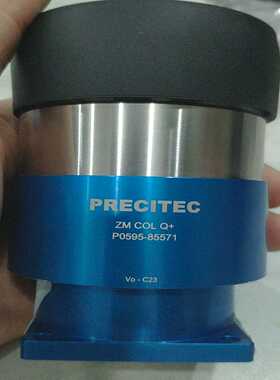 PRECITEC
ZM COL Q+
P0595-85571
Vo - C23